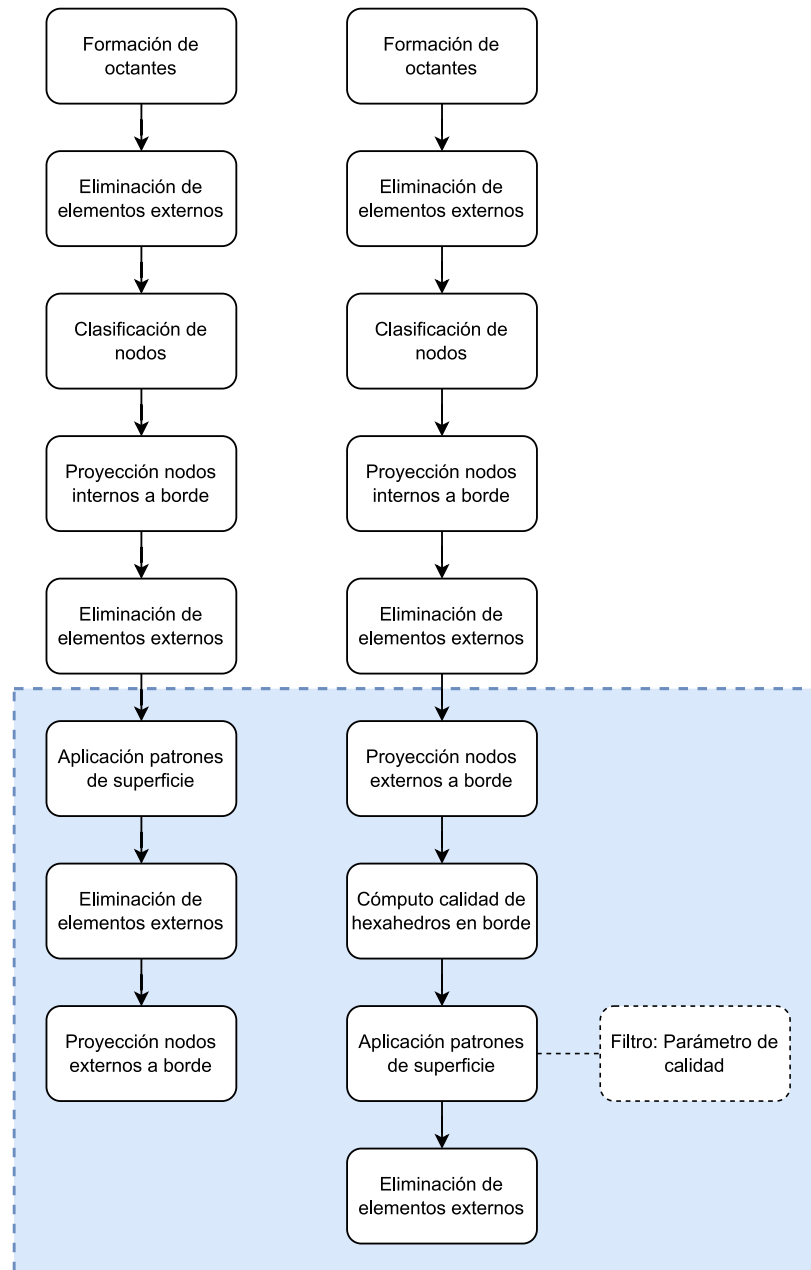 Formación de
octantes
Eliminación de
elementos externos
Clasificación de
nodos
Proyección nodos
internos a borde
Eliminación de
elementos externos
Aplicación patrones
de superficie
Eliminación de
elementos externos
Proyección nodos
externos a borde
Formación de
octantes
Eliminación de
elementos externos
Clasificación de
nodos
Proyección nodos
internos a borde
Eliminación de
elementos externos
Proyección nodos
externos a borde
Cómputo calidad de
hexahedros en borde
Aplicación patrones
de superficie
Filtro: Parámetro de
calidad
Eliminación de
elementos externos